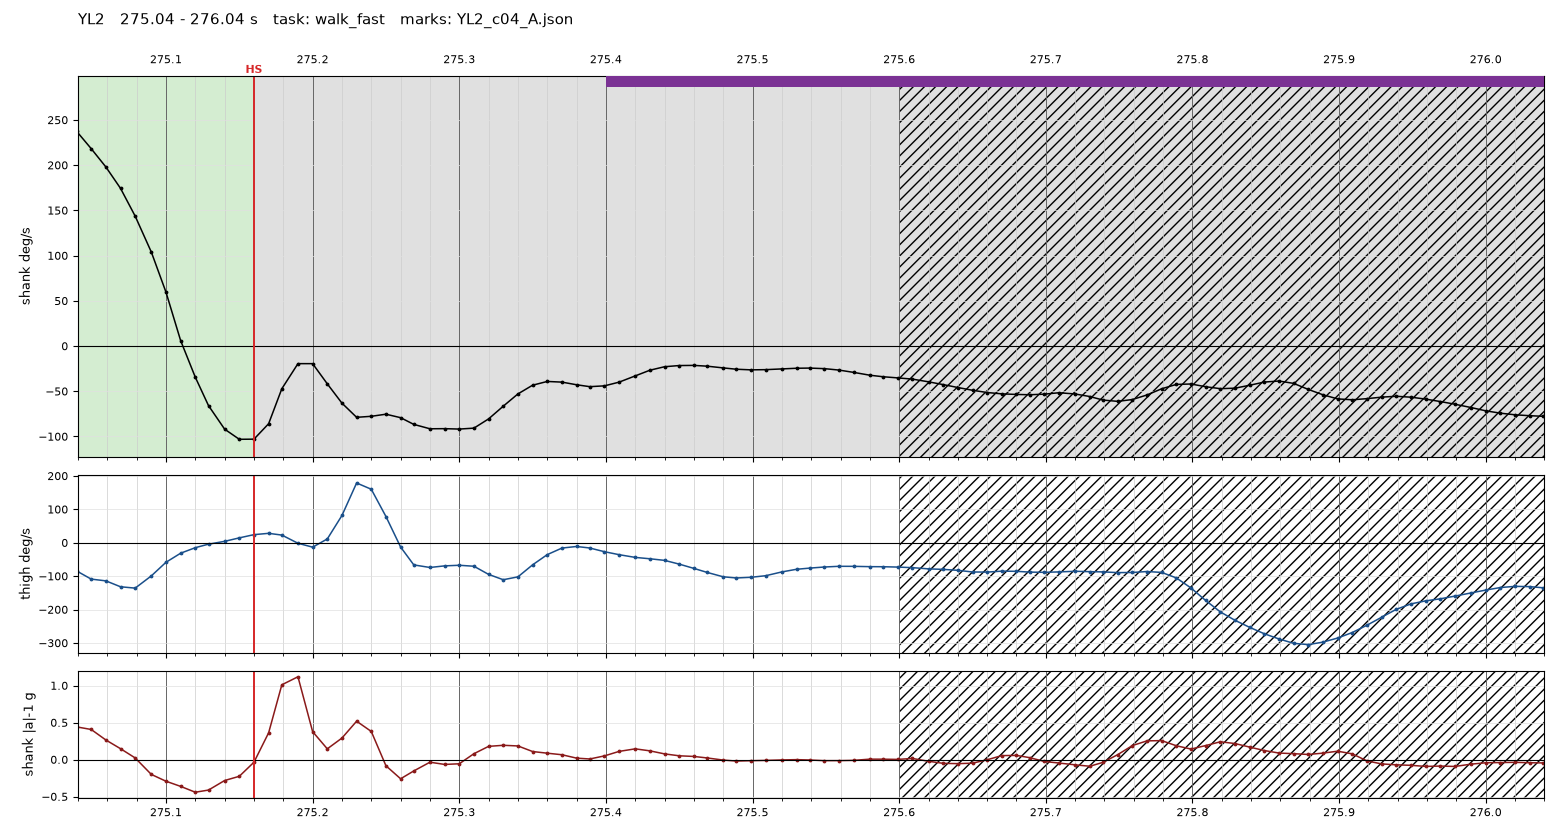 YL2   275.04 - 276.04 s   task: walk_fast   marks: YL2_c04_A.json
275.1 275.2 275.3 275.4 275.5 275.6 275.7 275.8 275.9 276.0
HS
250
200
150
100
50
0
−50
−100
shank deg/s
200
100
0
−100
−200
−300
thigh deg/s
1.0
0.5
0.0
−0.5
shank |a|-1 g
275.1 275.2 275.3 275.4 275.5 275.6 275.7 275.8 275.9 276.0